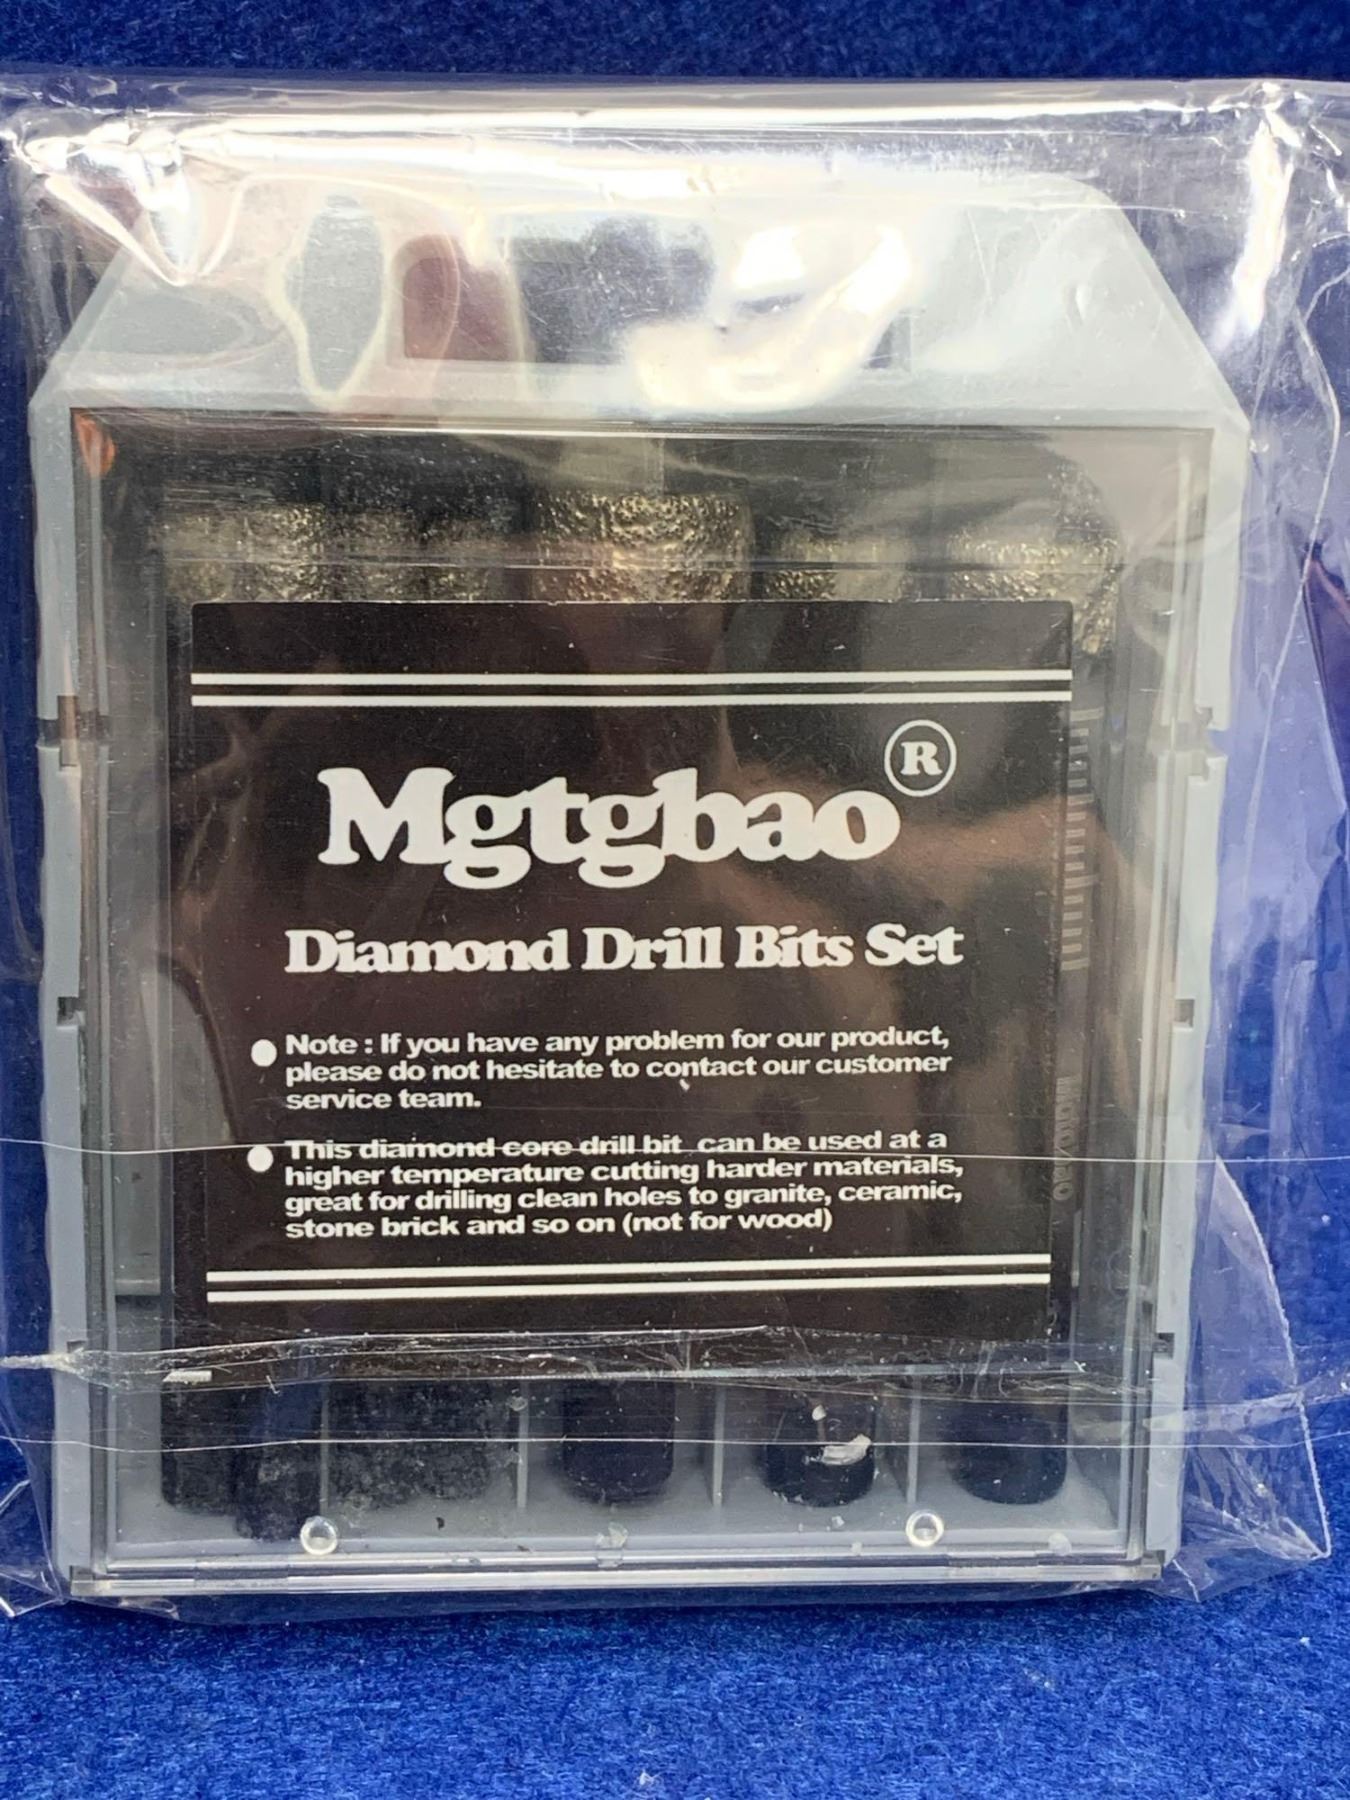 Mgtgbao®
Diamond Drill Bits Set
● Note : If you have any problem for our product,
please do not hesitate to contact our customer
service team.
● This diamond core drill bit can be used at a
higher temperature cutting harder materials,
great for drilling clean holes to granite, ceramic,
stone brick and so on (not for wood)